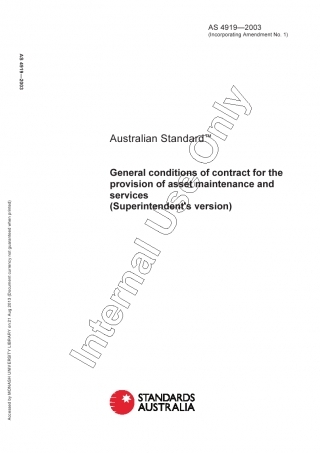 AS 4919—2003
(Incorporating Amendment No. 1)
AS 4919—2003
Australian Standard™
General conditions of contract for the
provision of asset maintenance and
services
(Superintendent's version)
Internal Use Only
Accessed by MONASH UNIVERSITY LIBRARY on 21 Aug 2013 (Document currency not guaranteed when printed)
STANDARDS
AUSTRALIA